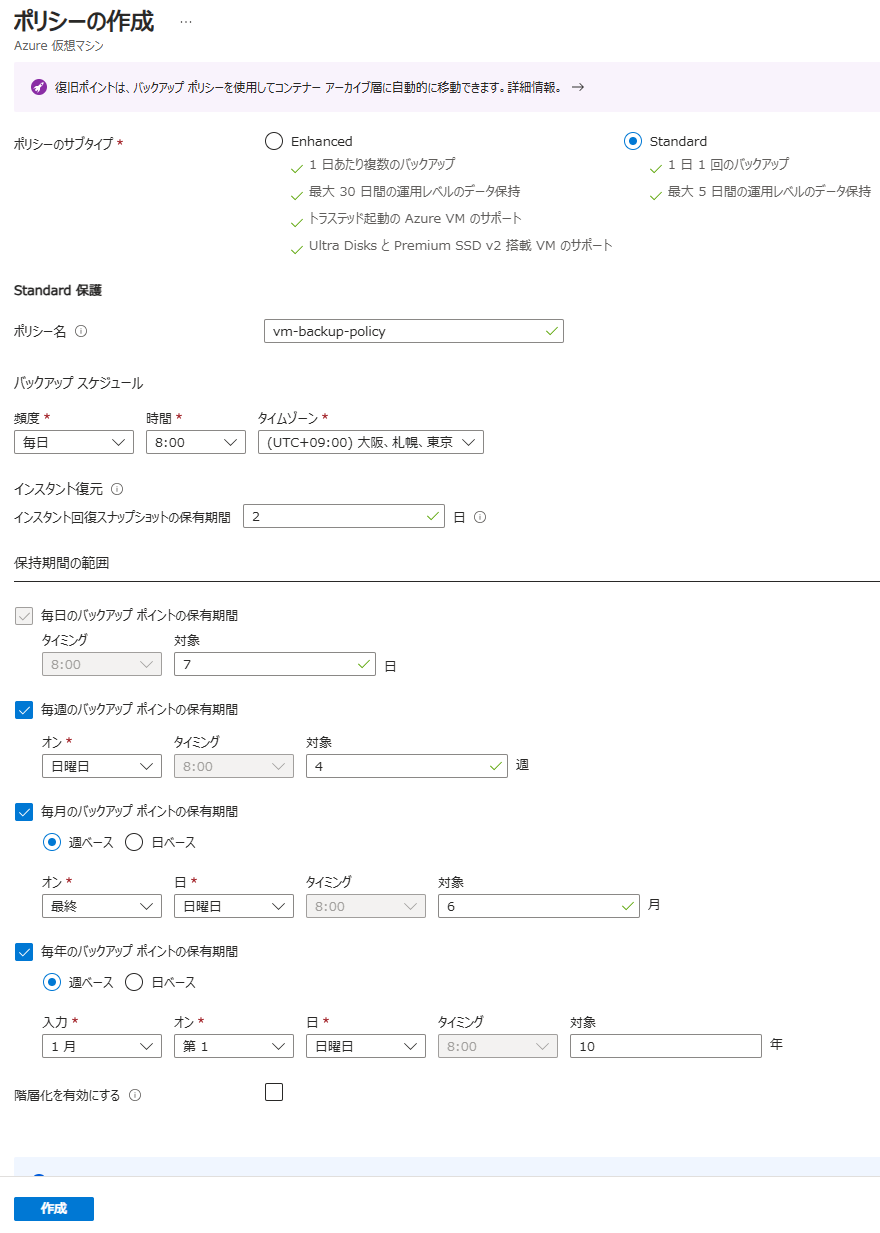 ポリシーの作成 …
Azure 仮想マシン
復旧ポイントは、バックアップ ポリシーを使用してコンテナー アーカイブ層に自動的に移動できます。詳細情報。 →
ポリシーのサブタイプ *
Enhanced
1 日あたり複数のバックアップ
最大 30 日間の運用レベルのデータ保持
トラステッド起動の Azure VM のサポート
Ultra Disks と Premium SSD v2 搭載 VM のサポート
Standard
1 日 1 回のバックアップ
最大 5 日間の運用レベルのデータ保持
Standard 保護
ポリシー名 vm-backup-policy
バックアップ スケジュール
頻度 * 時間 * タイムゾーン *
毎日 8:00 (UTC+09:00) 大阪、札幌、東京
インスタント復元
インスタント回復スナップショットの保有期間 2 日
保持期間の範囲
毎日のバックアップ ポイントの保有期間
タイミング 対象
8:00 7 日
毎週のバックアップ ポイントの保有期間
オン * タイミング 対象
日曜日 8:00 4 週
毎月のバックアップ ポイントの保有期間
週ベース 日ベース
オン * 日 * タイミング 対象
最終 日曜日 8:00 6 月
毎年のバックアップ ポイントの保有期間
週ベース 日ベース
入力 * オン * 日 * タイミング 対象
1 月 第 1 日曜日 8:00 10 年
階層化を有効にする
作成